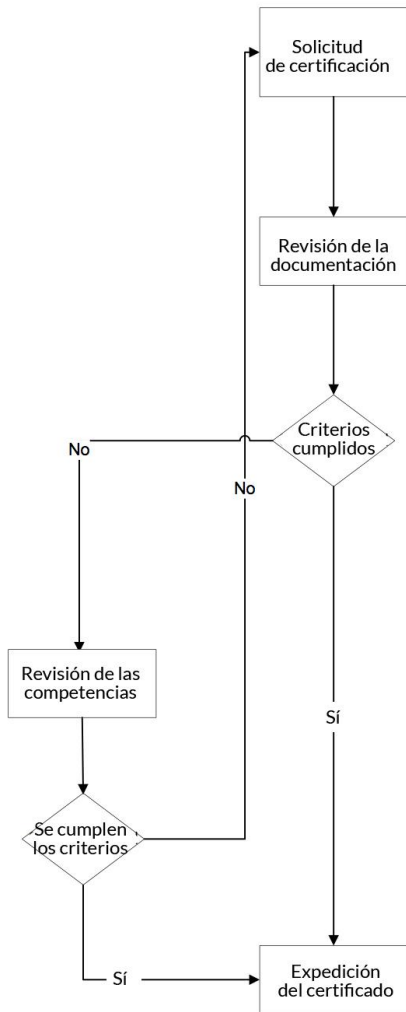 Solicitud
de certificación
Revisión de la
documentación
Criterios
cumplidos
No
No
Revisión de las
competencias
Sí
Se cumplen
los criterios
Sí
Expedición
del certificado